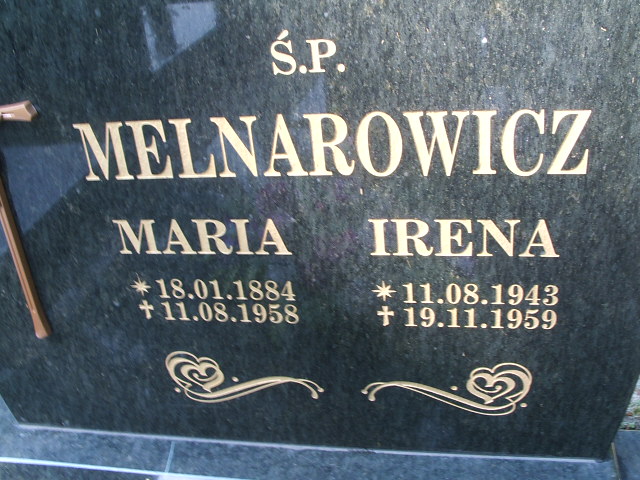 Ś.P.
MELNAROWICZ
MARIA IRENA
* 18.01.1884 * 11.08.1943
† 11.08.1958 † 19.11.1959